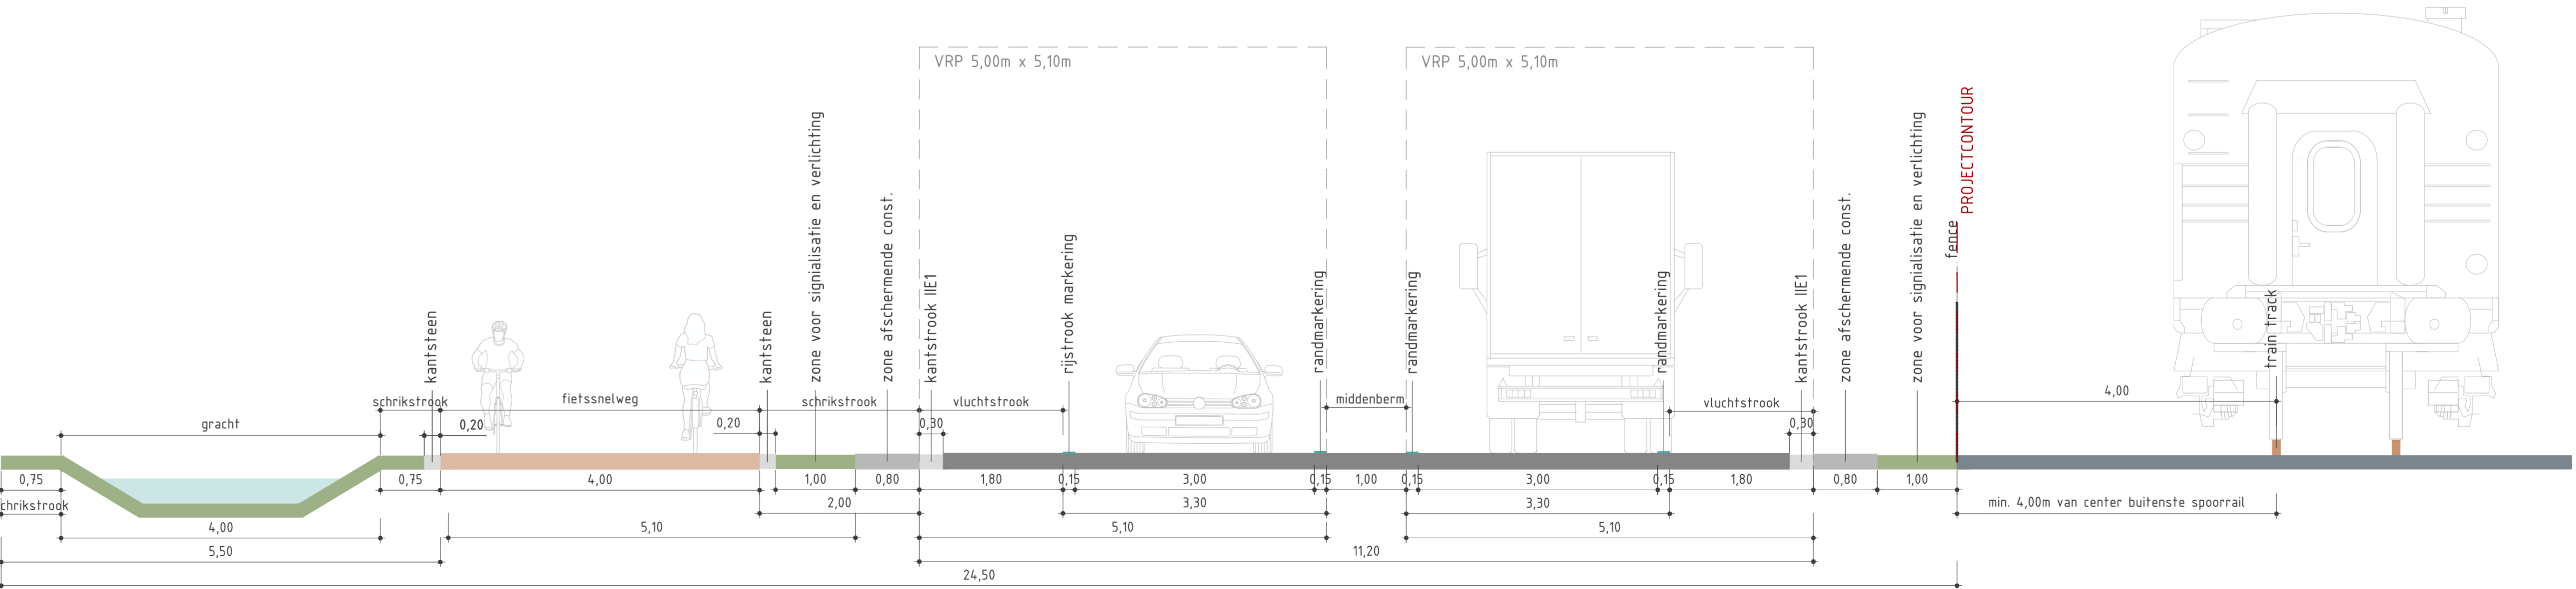 VRP 5,00m x 5,10m
VRP 5,00m x 5,10m
PROJECTCONTOUR
zone voor signialisatie en verlichting
zone voor signialisatie en verlichting
zone afschermende const.
zone afschermende const.
fence
rijstrook markering
kantstrook IIE1
randmarkering
randmarkering
randmarkering
kantstrook IIE1
kantsteen
kantsteen
train track
gracht
schrikstrook
0,20
fietssnelweg
0,20
schrikstrook
0,30
vluchtstrook
middenberm
vluchtstrook
0,30
4,00
0,75
0,75
4,00
1,00
0,80
1,80
0,15
3,00
0,15
1,00
0,15
3,00
0,15
1,80
0,80
1,00
chrikstrook
2,00
3,30
3,30
min. 4,00m van center buitenste spoorrail
4,00
5,10
5,10
5,10
5,50
11,20
24,50